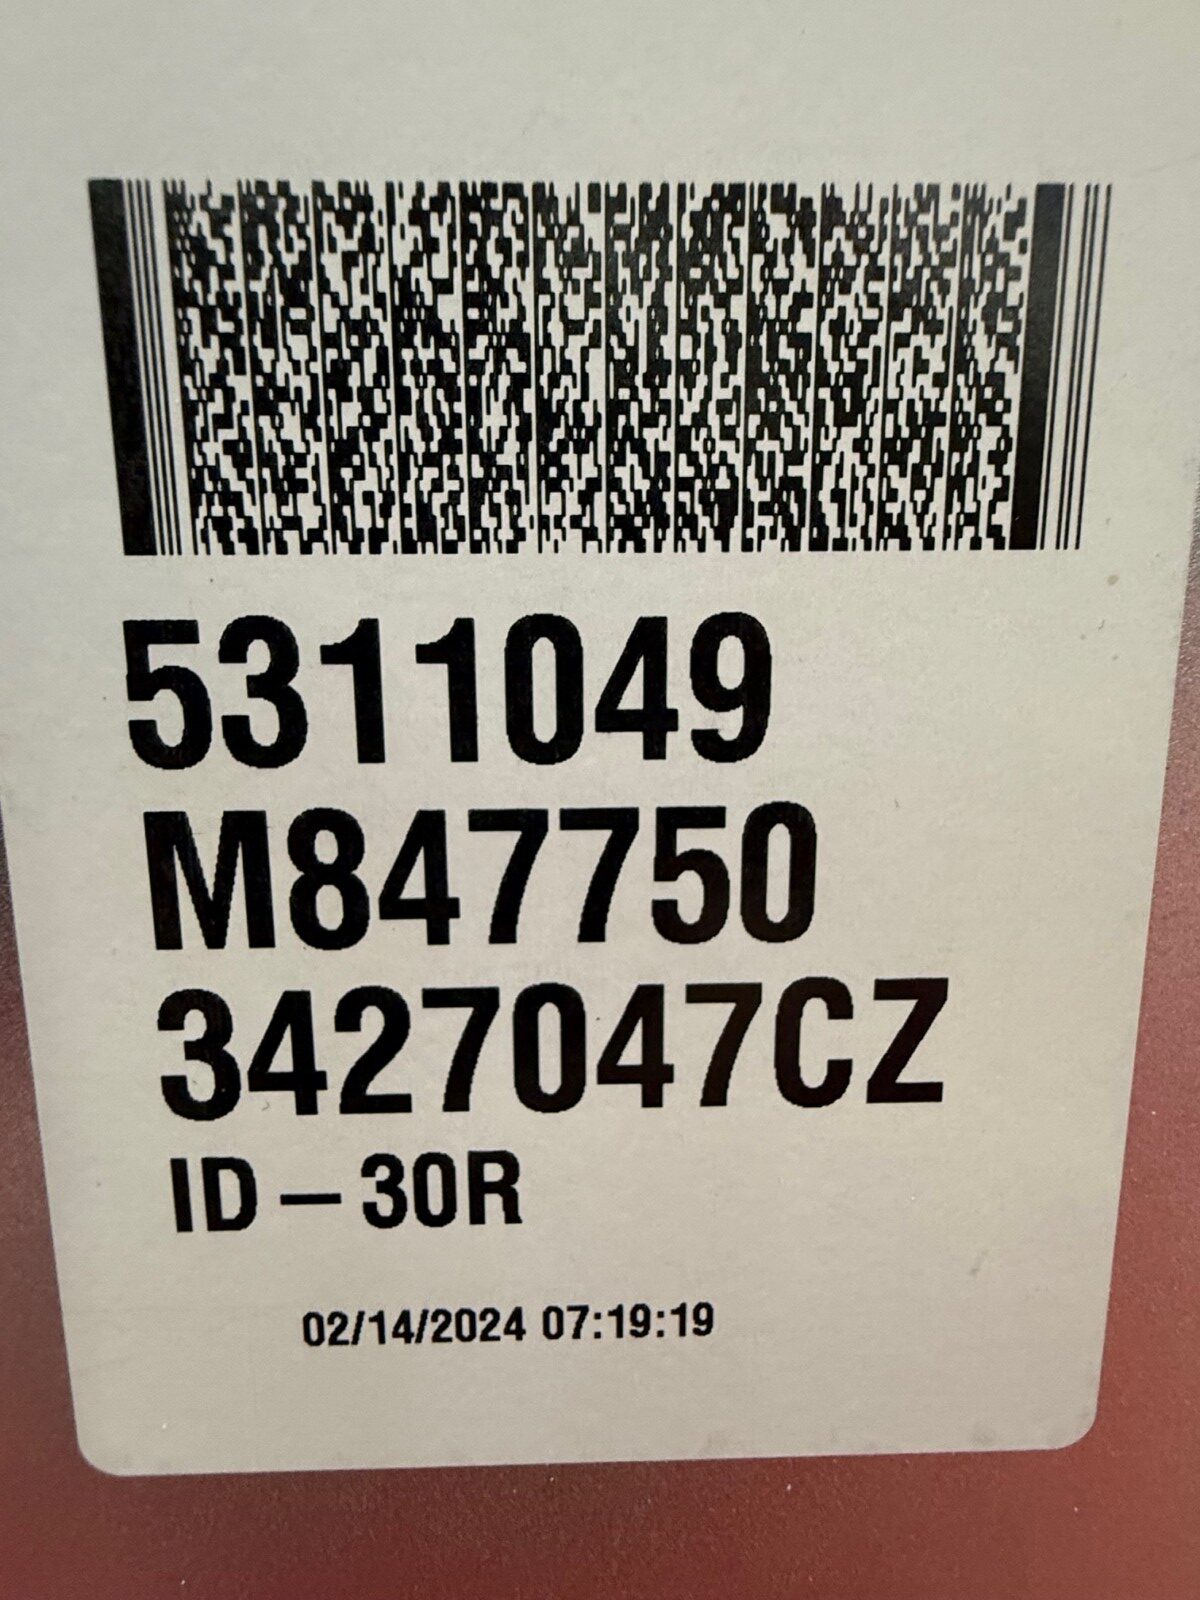 5311049
M847750
3427047CZ
ID – 30R
02/14/2024 07:19:19